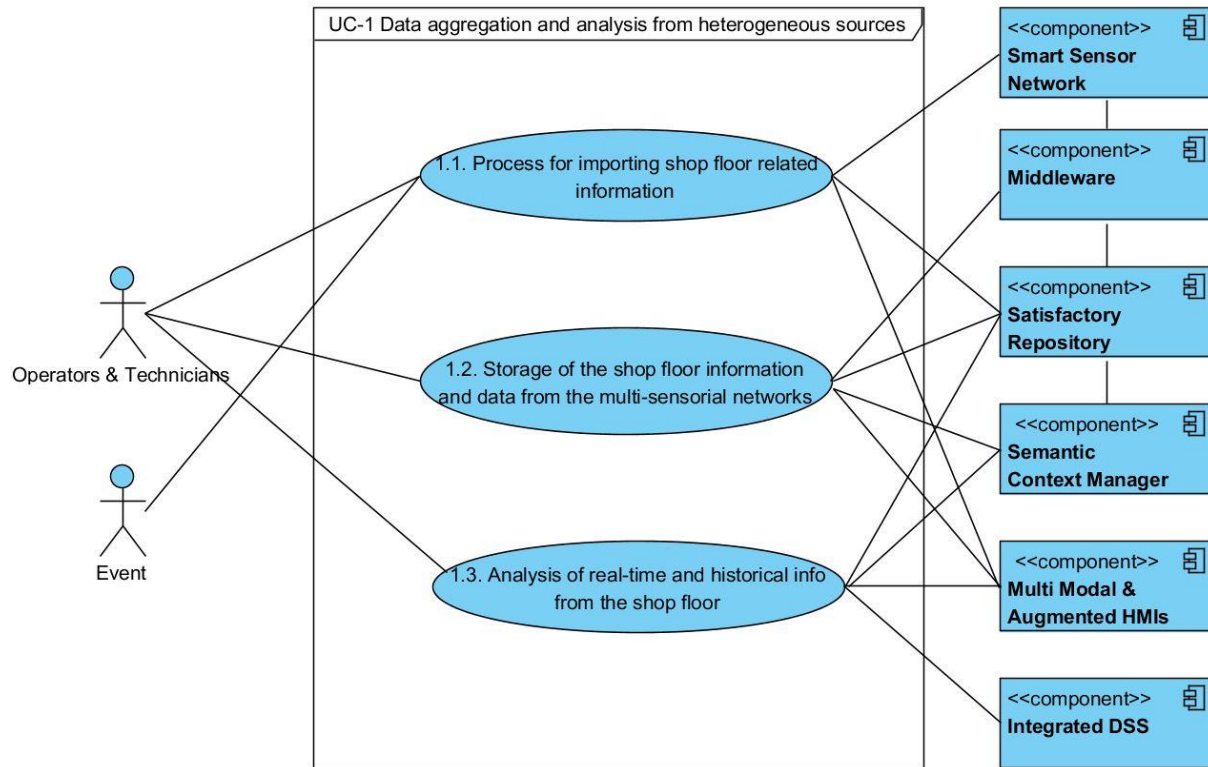 UC-1 Data aggregation and analysis from heterogeneous sources
1.1. Process for importing shop floor related
information
1.2. Storage of the shop floor information
and data from the multi-sensorial networks
1.3. Analysis of real-time and historical info
from the shop floor
Operators & Technicians
Event
<<component>>
Smart Sensor
Network
<<component>>
Middleware
<<component>>
Satisfactory
Repository
<<component>>
Semantic
Context Manager
<<component>>
Multi Modal &
Augmented HMIs
<<component>>
Integrated DSS